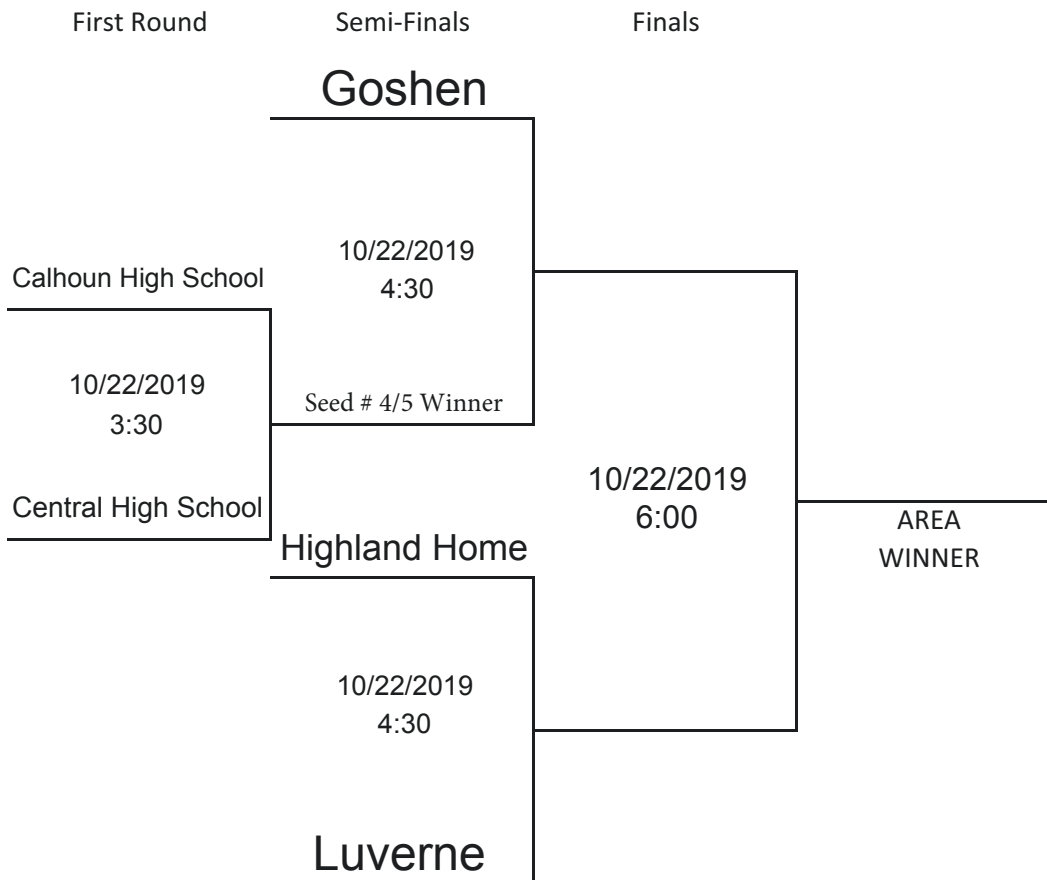 First Round Semi-Finals Finals
Goshen
10/22/2019
4:30
Calhoun High School
10/22/2019
3:30
Seed # 4/5 Winner
Central High School
Highland Home
10/22/2019
6:00
AREA
WINNER
10/22/2019
4:30
Luverne